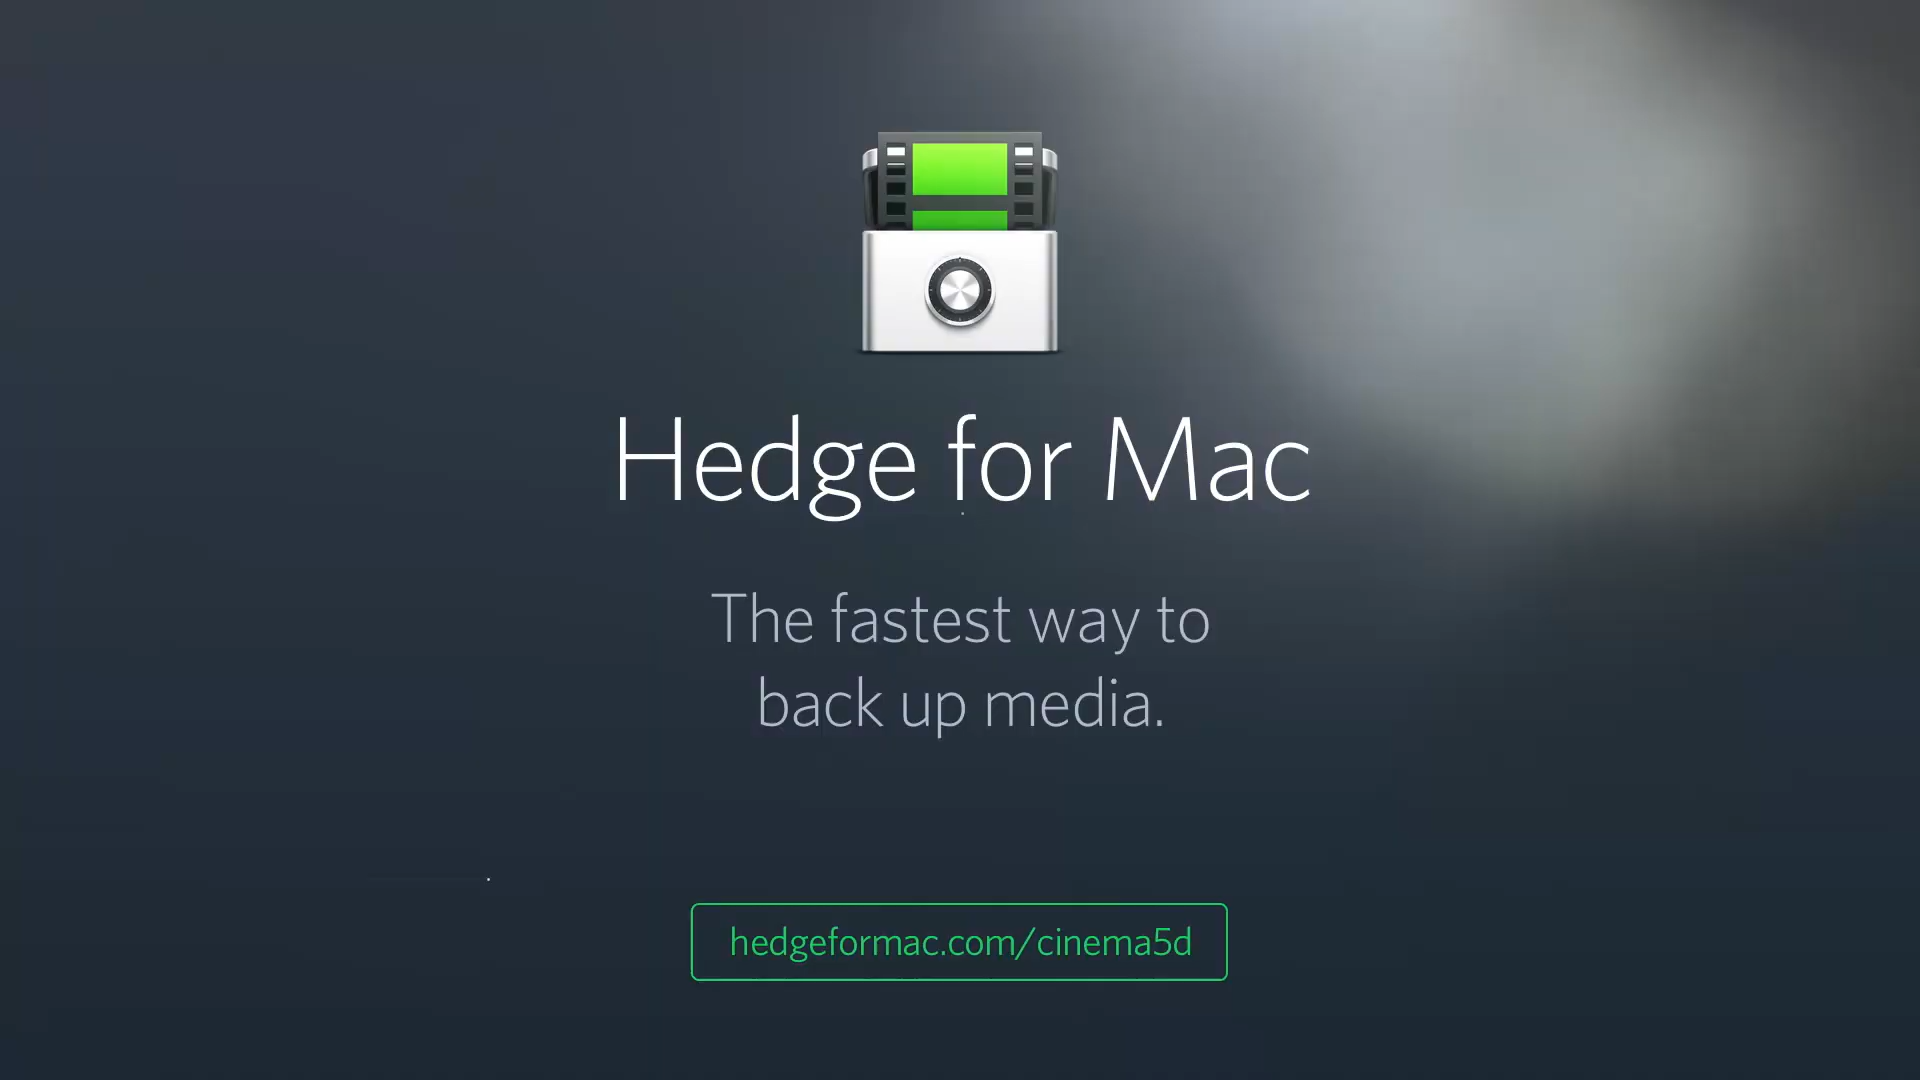 Hedge for Mac
The fastest way to
back up media.
hedgeformac.com/cinema5d